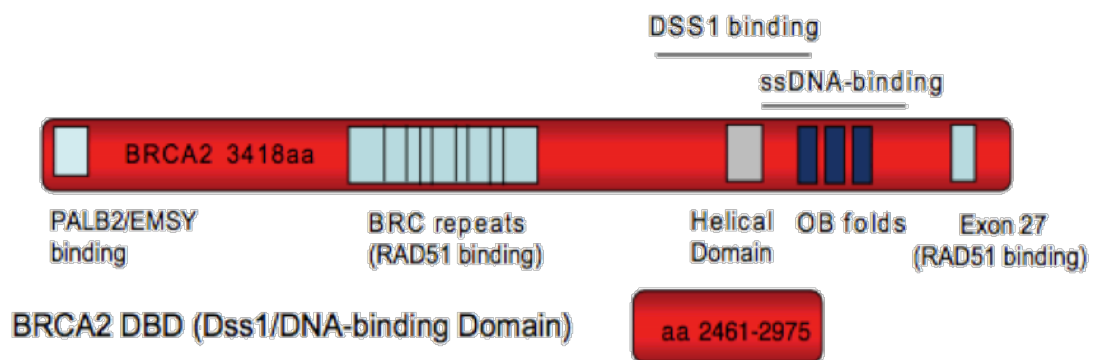 DSS1 binding
ssDNA-binding
BRCA2 3418aa
PALB2/EMSY
binding
BRC repeats
(RAD51 binding)
Helical
Domain
OB folds
Exon 27
(RAD51 binding)
BRCA2 DBD (Dss1/DNA-binding Domain)
aa 2461-2975